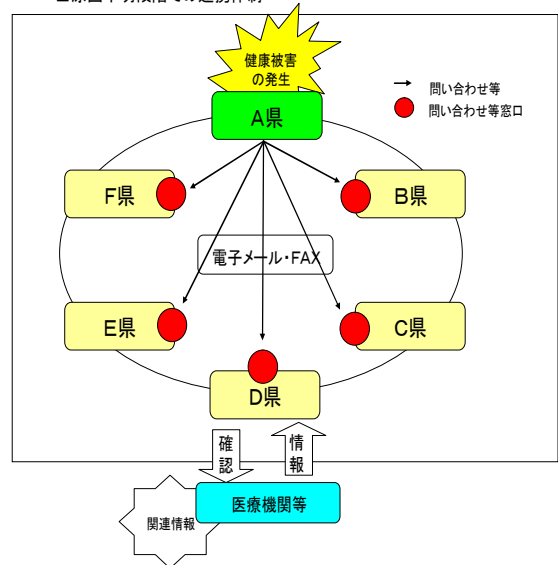 健康被害
の発生
A県
問い合わせ等
問い合わせ等窓口
F県
B県
電子メール・FAX
E県
C県
D県
確認
情報
関連情報
医療機関等